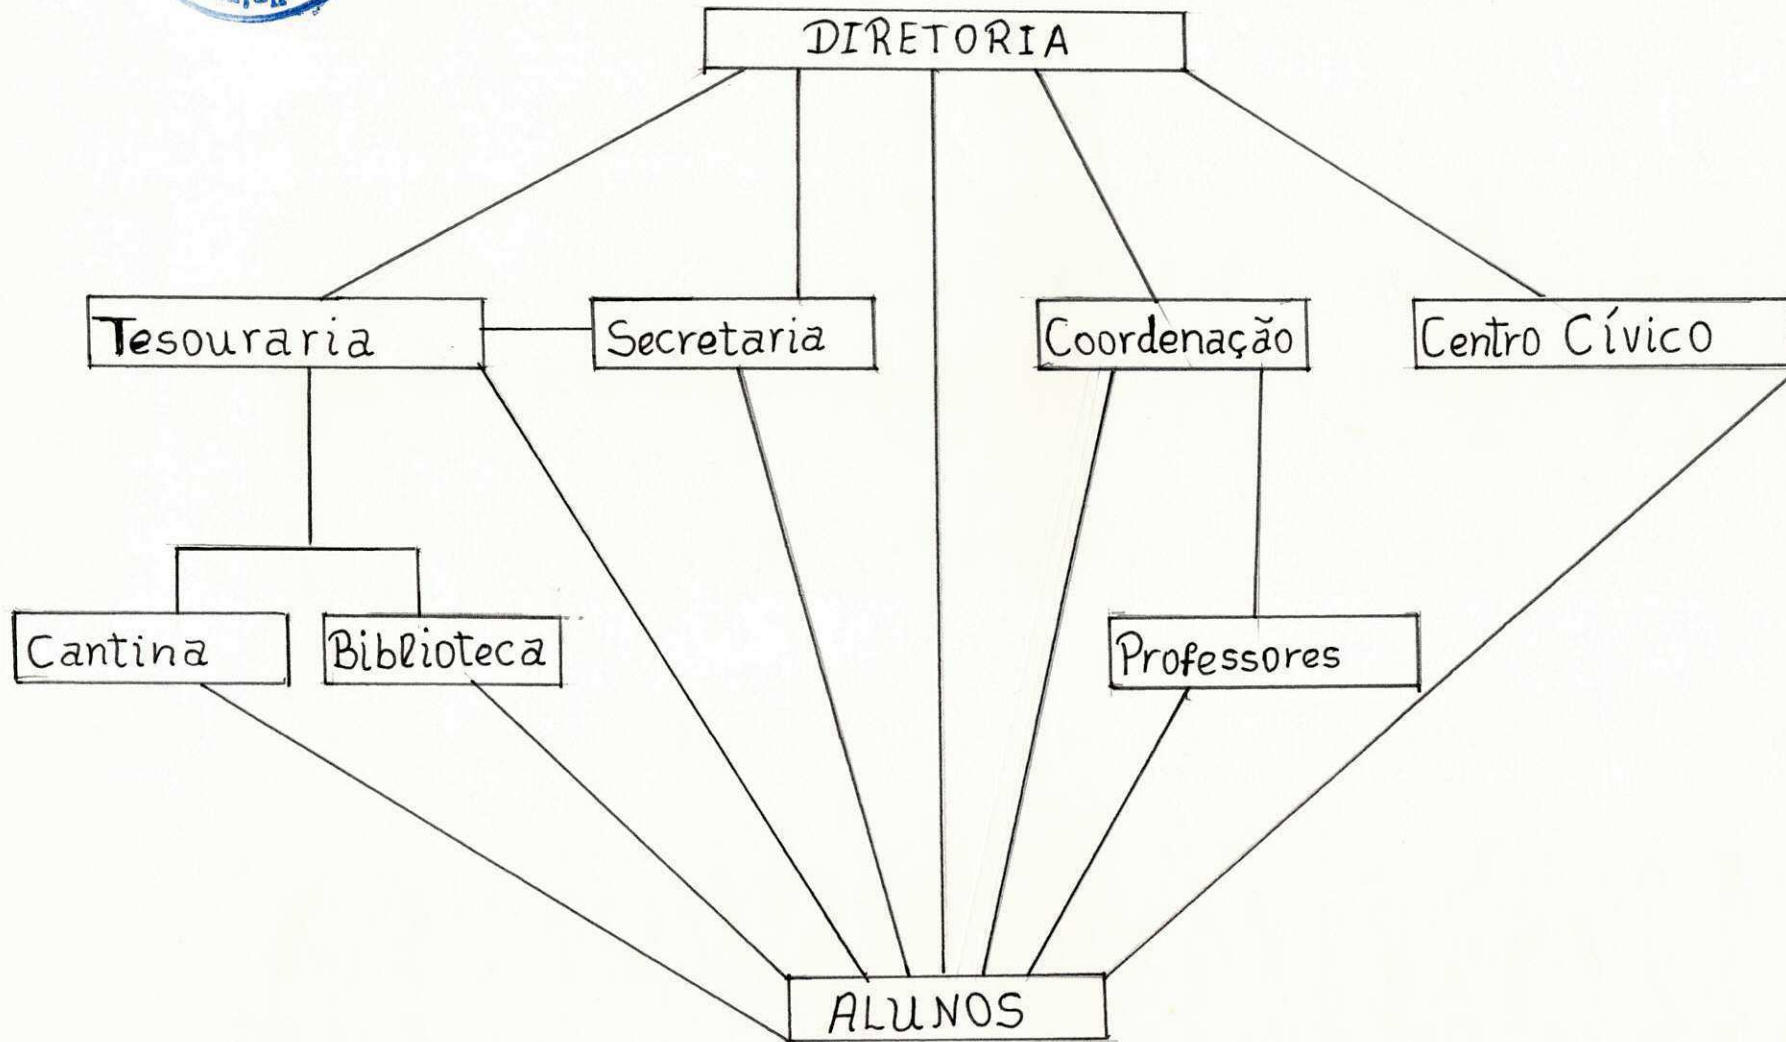 DIRETORIA
Tesouraria
Secretaria
Coordenação
Centro Cívico
Cantina
Biblioteca
Professores
ALUNOS